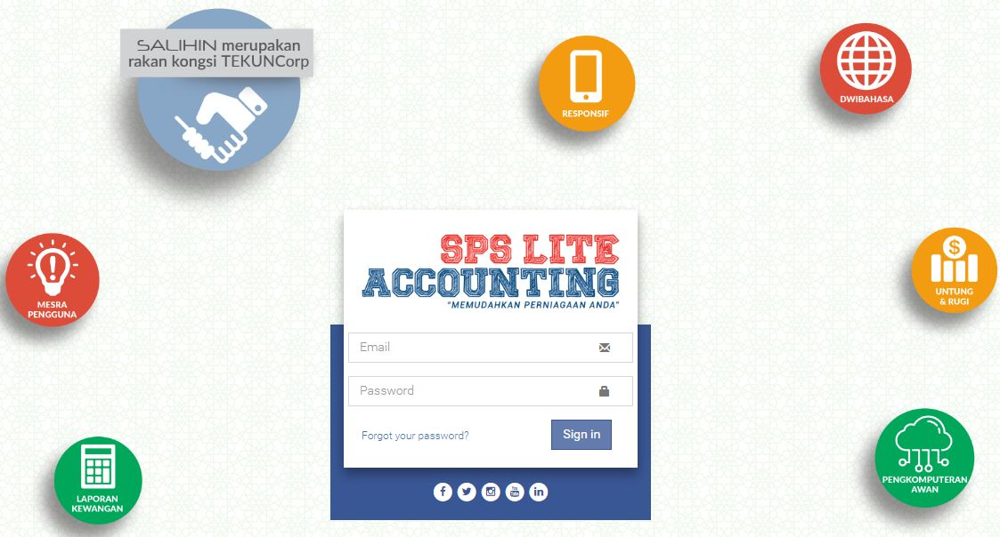 SALIHIN merupakan
rakan kongsi TEKUNCorp
RESPONSIF
DWIBAHASA
MESRA
PENGGUNA
SPS LITE
ACCOUNTING
"MEMUDAHKAN PERNIAGAAN ANDA"
$
UNTUNG
& RUGI
Email
Password
Forgot your password?
Sign in
LAPORAN
KEWANGAN
PENGKOMPUTERAN
AWAN